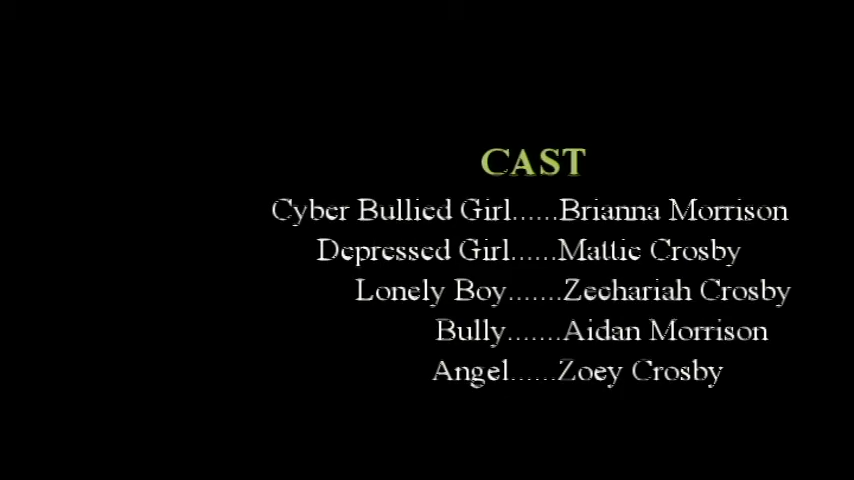 CAST
Cyber Bullied Girl......Brianna Morrison
Depressed Girl......Mattie Crosby
Lonely Boy.......Zechariah Crosby
Bully.......Aidan Morrison
Angel......Zoey Crosby